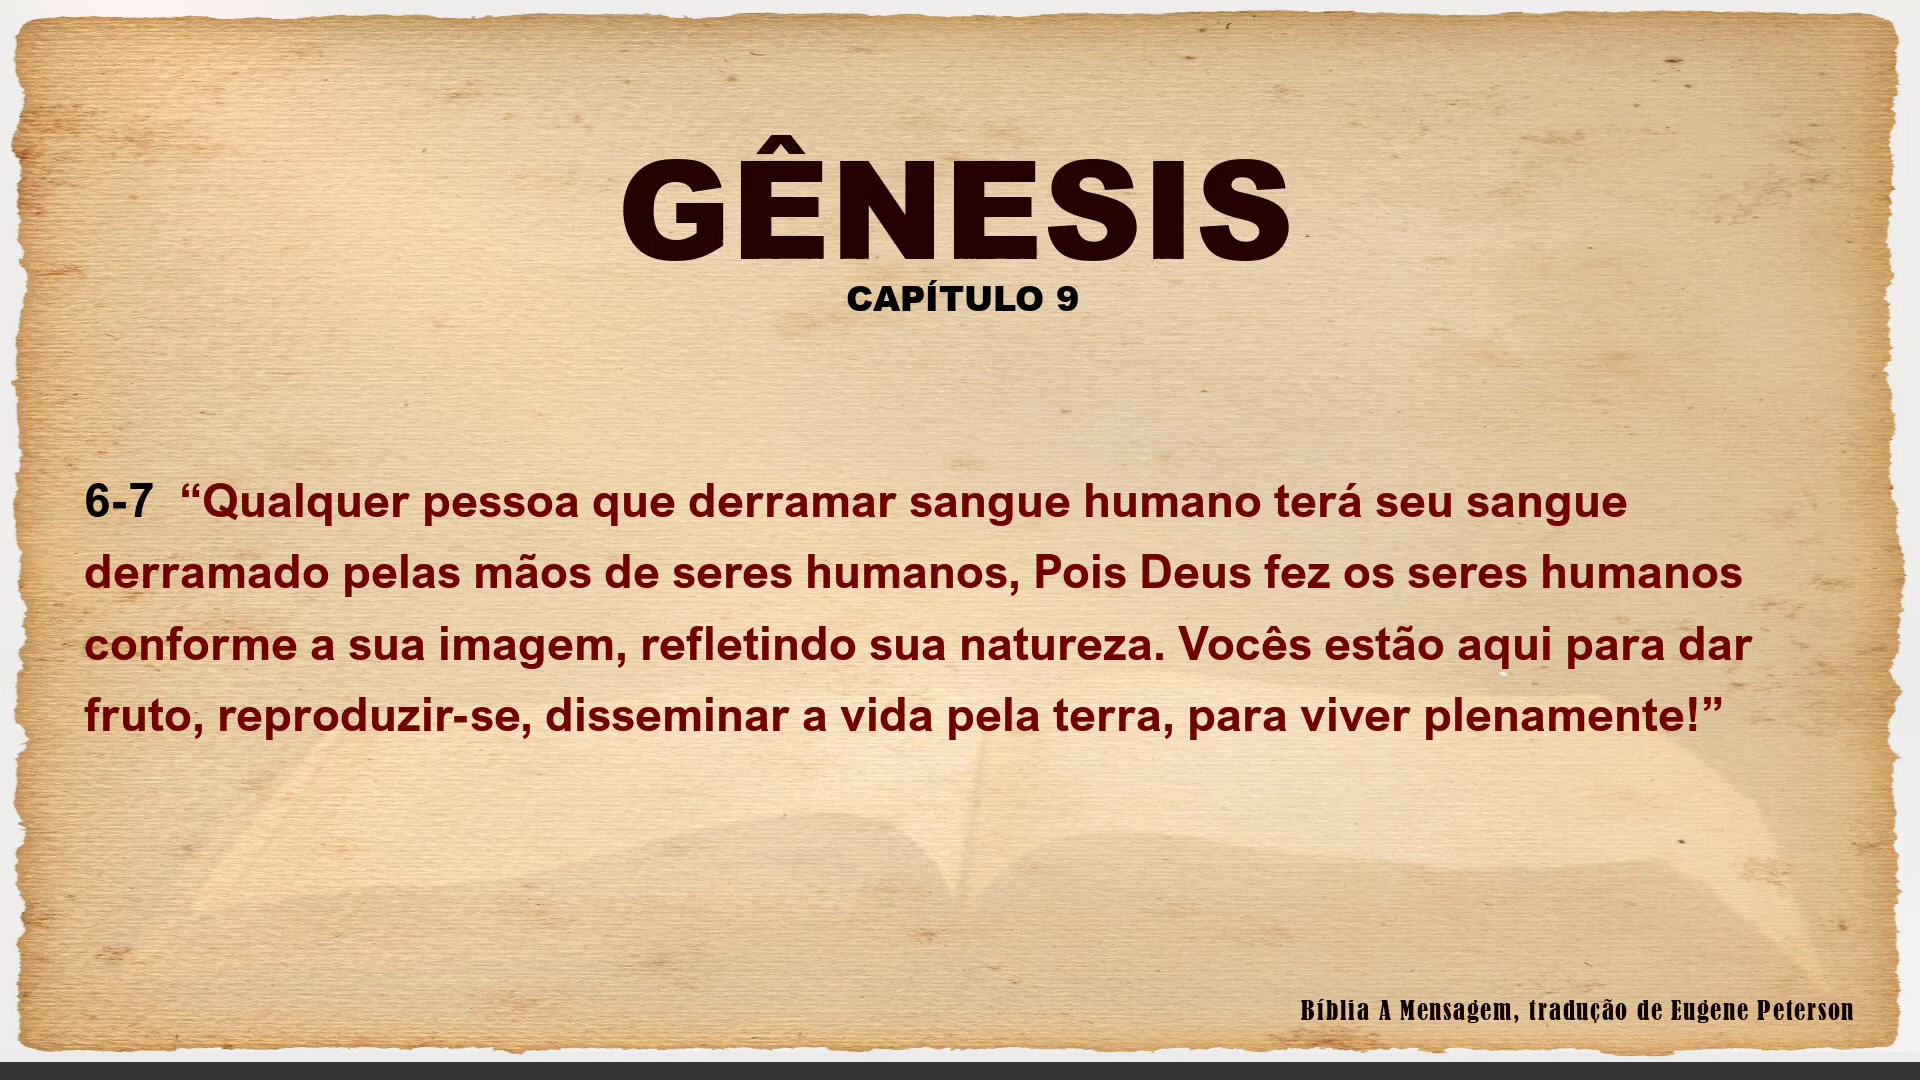 GÊNESIS
CAPÍTULO 9
6-7 “Qualquer pessoa que derramar sangue humano terá seu sangue
derramado pelas mãos de seres humanos, Pois Deus fez os seres humanos
conforme a sua imagem, refletindo sua natureza. Vocês estão aqui para dar
fruto, reproduzir-se, disseminar a vida pela terra, para viver plenamente!”
Bíblia A Mensagem, tradução de Eugene Peterson